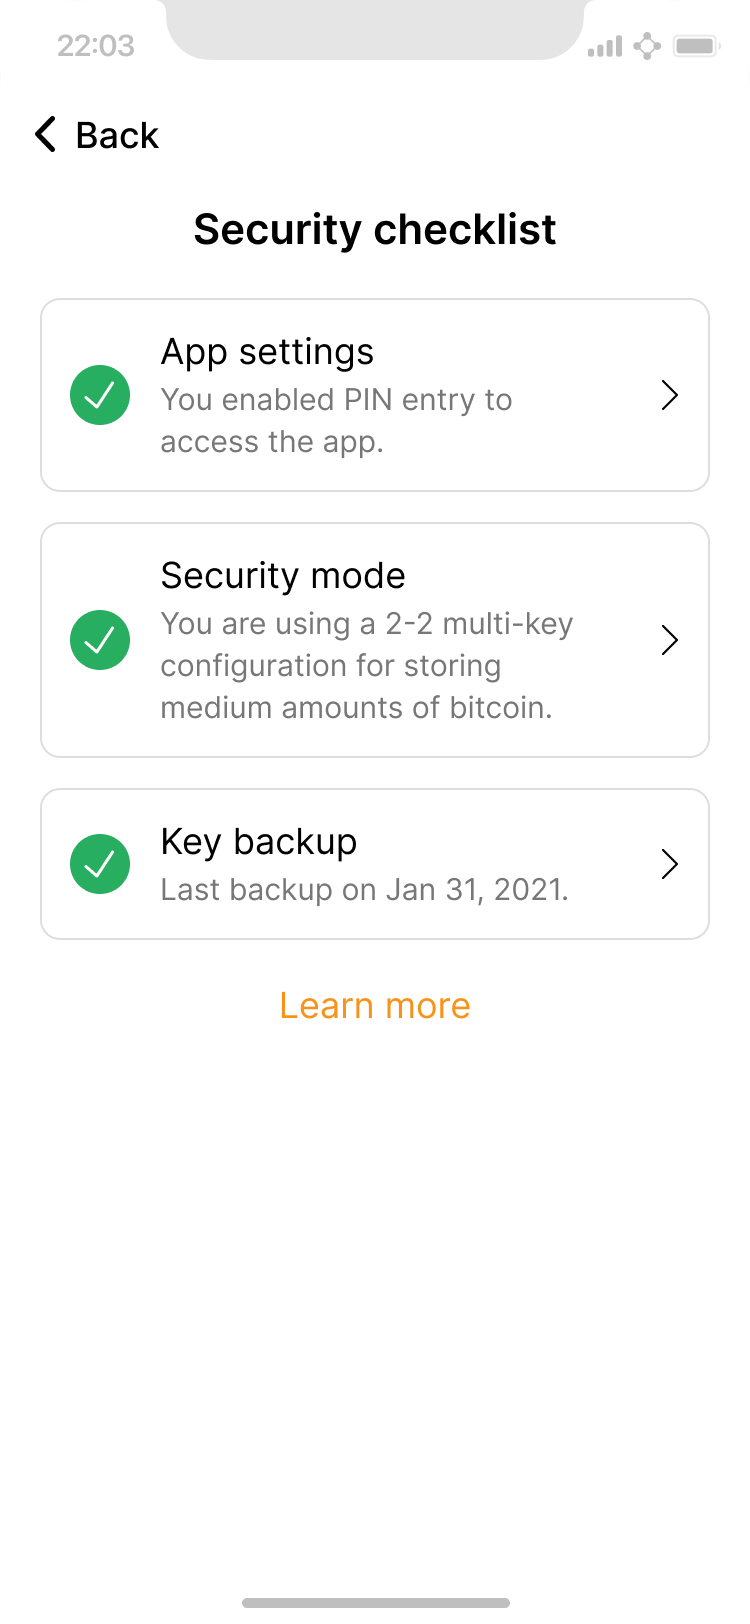 22:03
Back
Security checklist
App settings
You enabled PIN entry to
access the app.
Security mode
You are using a 2-2 multi-key
configuration for storing
medium amounts of bitcoin.
Key backup
Last backup on Jan 31, 2021.
Learn more